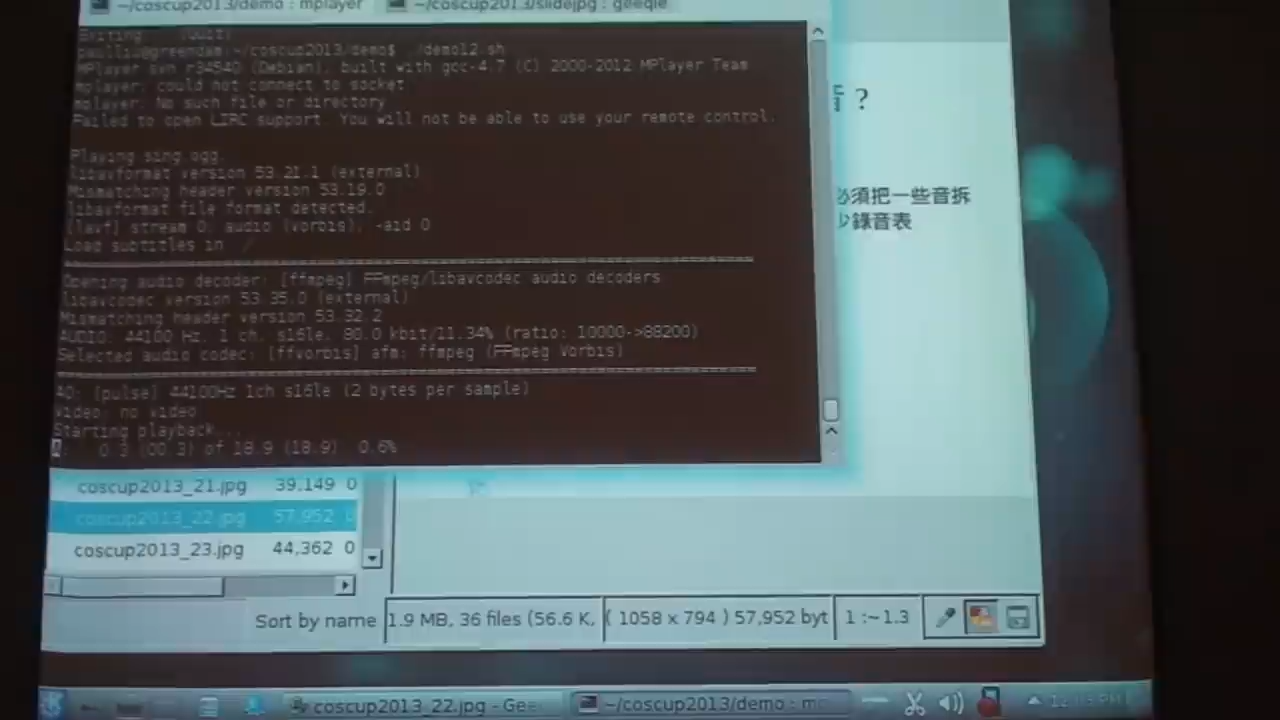 ~/coscup2013/demo : mplayer
~/coscup2013/slidejpg : geeqie
Exiting... (Quit)
paulliu@greendam:~/coscup2013/demo$ ./demo12.sh
MPlayer svn r34540 (Debian), built with gcc-4.7 (C) 2000-2012 MPlayer Team
mplayer: could not connect to socket
mplayer: No such file or directory
Failed to open LIRC support. You will not be able to use your remote control.
Playing sing.ogg.
libavformat version 53.21.1 (external)
Mismatching header version 53.19.0
libavformat file format detected.
[lavf] stream 0: audio (vorbis), -aid 0
Load subtitles in ./
Opening audio decoder: [ffmpeg] FFmpeg/libavcodec audio decoders
libavcodec version 53.35.0 (external)
Mismatching header version 53.32.2
AUDIO: 44100 Hz, 1 ch, s16le, 80.0 kbit/11.34% (ratio: 10000->88200)
Selected audio codec: [ffvorbis] afm: ffmpeg (FFmpeg Vorbis)
AO: [pulse] 44100Hz 1ch s16le (2 bytes per sample)
Video: no video
Starting playback...
A: 0.3 (00.3) of 18.9 (18.9) 0.6%
音？
必須把一些音拆
少錄音表
coscup2013_21.jpg 39,149 0
coscup2013_22.jpg 57,952 0
coscup2013_23.jpg 44,362 0
Sort by name 1.9 MB, 36 files (56.6 K, ( 1058 x 794 ) 57,952 byt 1 :~ 1.3
coscup2013_22.jpg - Gee
~/coscup2013/demo : mp